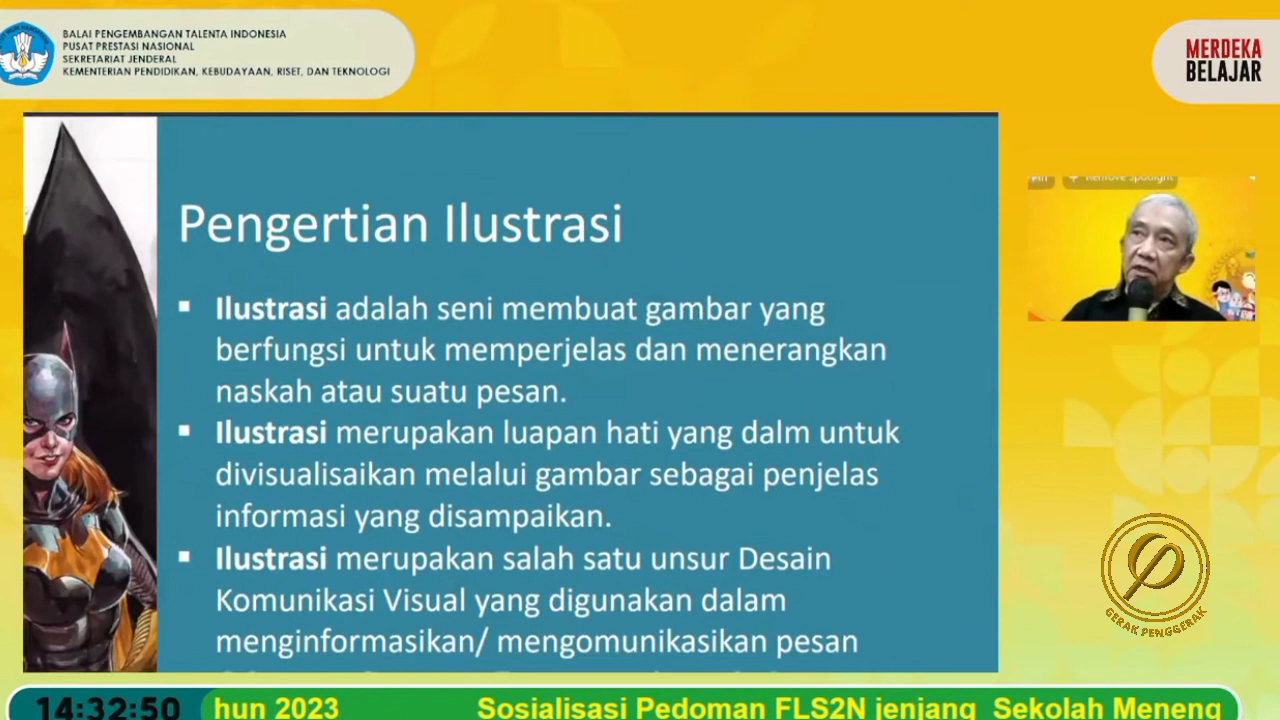 BALAI PENGEMBANGAN TALENTA INDONESIA
PUSAT PRESTASI NASIONAL
SEKRETARIAT JENDERAL
KEMENTERIAN PENDIDIKAN, KEBUDAYAAN, RISET, DAN TEKNOLOGI
MERDEKA
BELAJAR
Remove spotlight
Pengertian Ilustrasi
▪ Ilustrasi adalah seni membuat gambar yang
berfungsi untuk memperjelas dan menerangkan
naskah atau suatu pesan.
▪ Ilustrasi merupakan luapan hati yang dalm untuk
divisualisaikan melalui gambar sebagai penjelas
informasi yang disampaikan.
▪ Ilustrasi merupakan salah satu unsur Desain
Komunikasi Visual yang digunakan dalam
menginformasikan/ mengomunikasikan pesan
GERAK PENGGERAK
14:32:50
hun 2023 Sosialisasi Pedoman FLS2N jenjang Sekolah Meneng